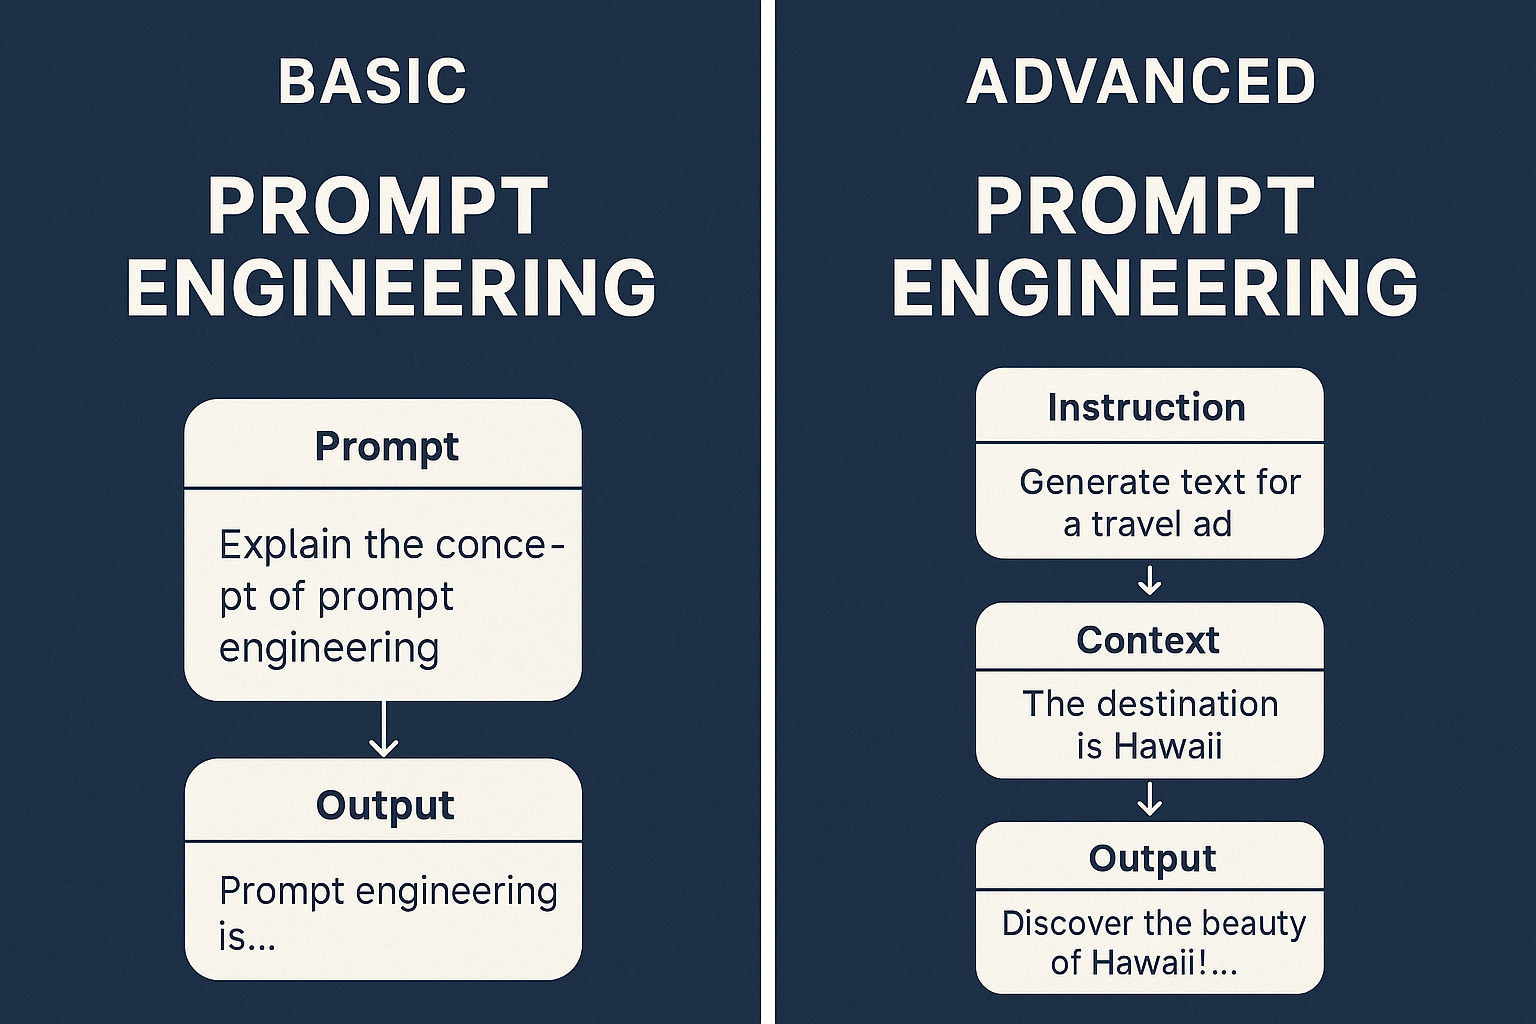 BASIC
PROMPT
ENGINEERING
Prompt
Explain the conce-
pt of prompt
engineering
Output
Prompt engineering
is...
ADVANCED
PROMPT
ENGINEERING
Instruction
Generate text for
a travel ad
Context
The destination
is Hawaii
Output
Discover the beauty
of Hawaii!...